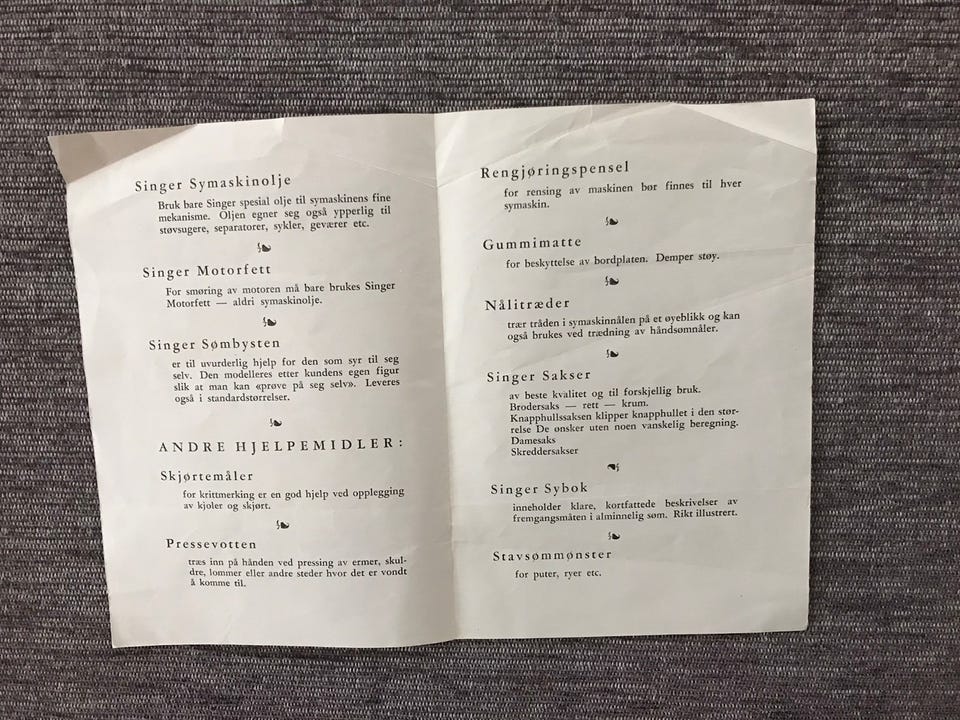 Singer Symaskinolje
Bruk bare Singer spesial olje til symaskinens fine
mekanisme. Oljen egner seg også ypperlig til
støvsugere, separatorer, sykler, geværer etc.
Singer Motorfett
For smøring av motoren må bare brukes Singer
Motorfett — aldri symaskinolje.
Singer Sømbysten
er til uvurderlig hjelp for den som syr til seg
selv. Den modelleres etter kundens egen figur
slik at man kan «prøve på seg selv». Leveres
også i standardstørrelser.
ANDRE HJELPEMIDLER:
Skjørtemåler
for krittmerking er en god hjelp ved opplegging
av kjoler og skjørt.
Pressevotten
træs inn på hånden ved pressing av ermer, skul-
dre, lommer eller andre steder hvor det er vondt
å komme til.
Rengjøringspensel
for rensing av maskinen bør finnes til hver
symaskin.
Gummimatte
for beskyttelse av bordplaten. Demper støy.
Nålitræder
trær tråden i symaskinnålen på et øyeblikk og kan
også brukes ved trædning av håndsømnåler.
Singer Sakser
av beste kvalitet og til forskjellig bruk.
Brodersaks — rett — krum.
Knapphullssaksen klipper knapphullet i den stør-
relse De ønsker uten noen vanskelig beregning.
Damesaks
Skreddersakser
Singer Sybok
inneholder klare, kortfattede beskrivelser av
fremgangsmåten i alminnelig søm. Rikt illustrert.
Stavsømmønster
for puter, ryer etc.